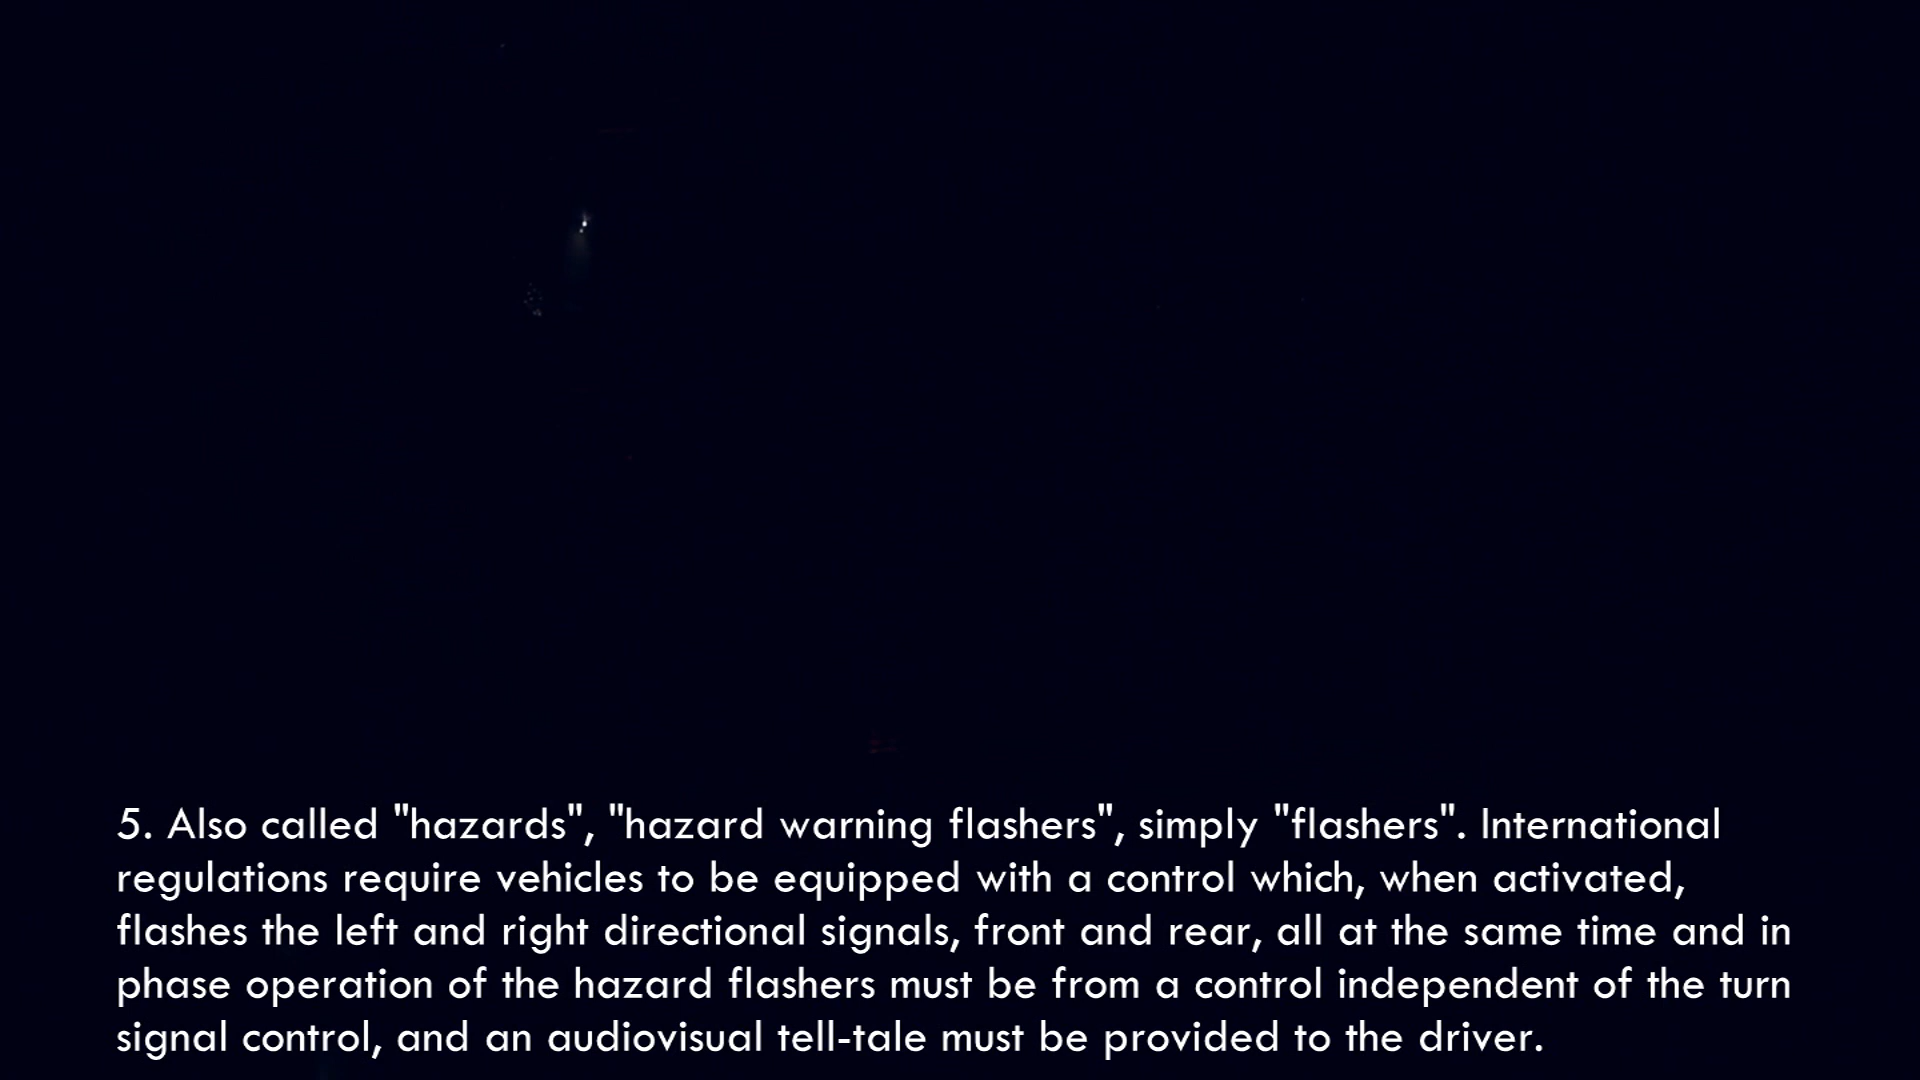 5. Also called "hazards", "hazard warning flashers", simply "flashers". International
regulations require vehicles to be equipped with a control which, when activated,
flashes the left and right directional signals, front and rear, all at the same time and in
phase operation of the hazard flashers must be from a control independent of the turn
signal control, and an audiovisual tell-tale must be provided to the driver.